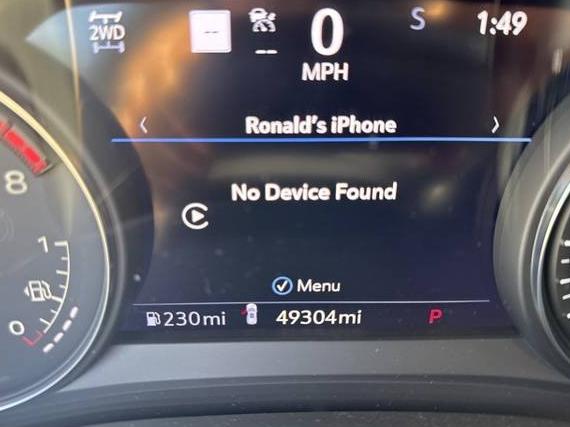 2WD
--
--
0
MPH
S
1:49
< Ronald's iPhone >
No Device Found
Menu
230mi
49304mi
P
8
1
0